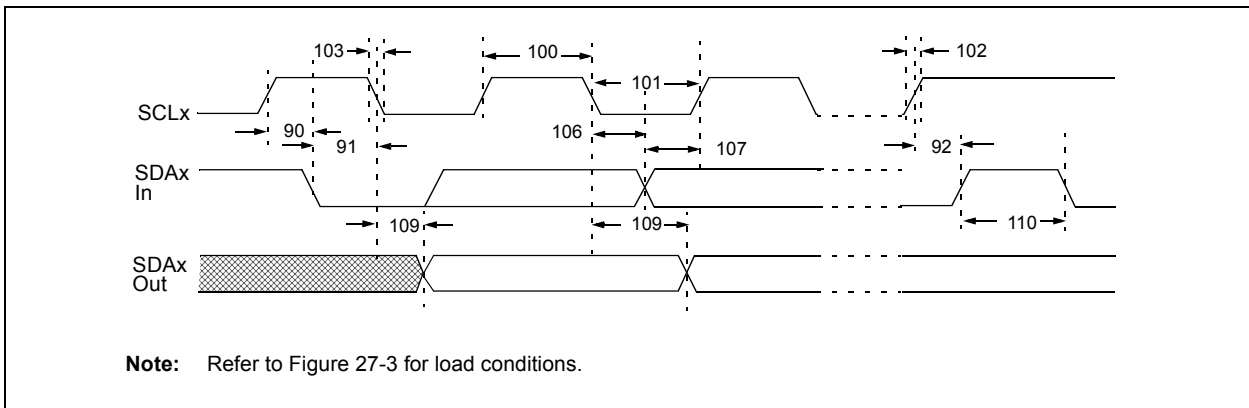 103
100
102
101
SCLx
90
106
91
107
92
SDAx
In
109
109
110
SDAx
Out
Note: Refer to Figure 27-3 for load conditions.